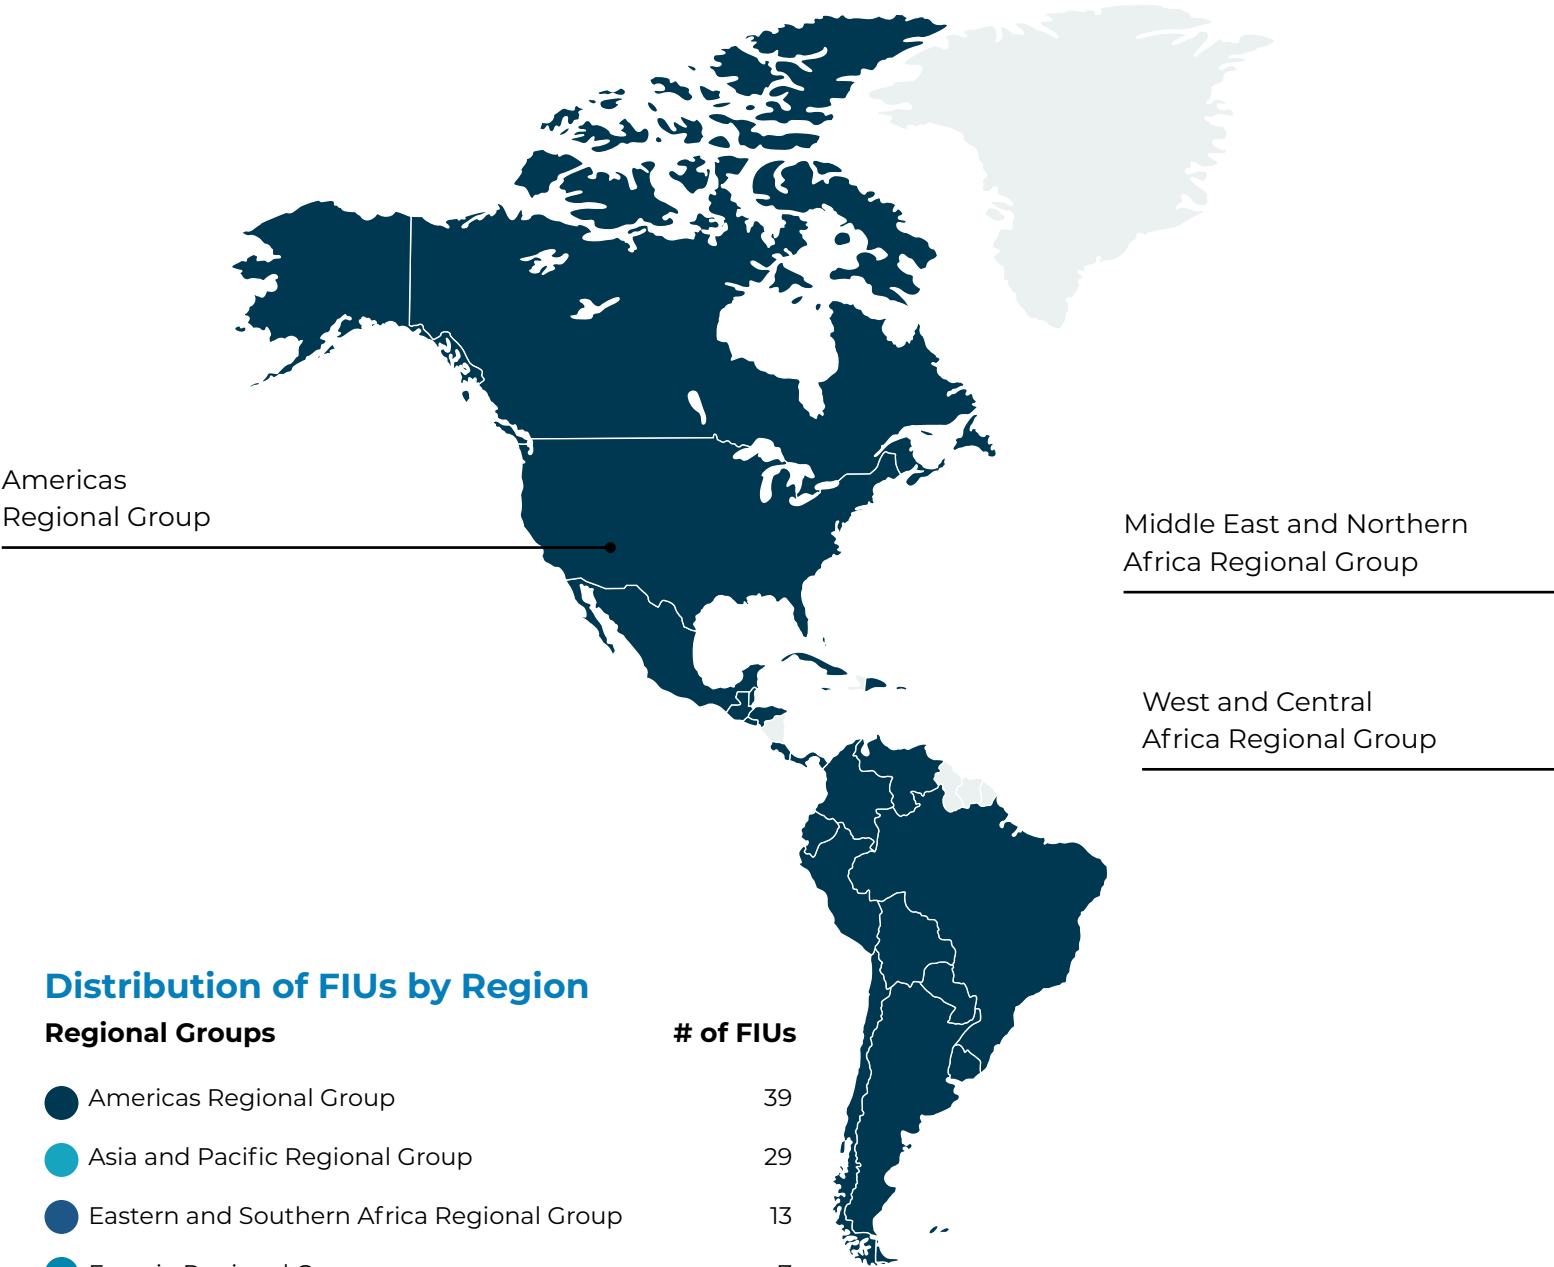 Americas
Regional Group
Middle East and Northern
Africa Regional Group
West and Central
Africa Regional Group
Distribution of FIUs by Region
Regional Groups # of FIUs
Americas Regional Group 39
Asia and Pacific Regional Group 29
Eastern and Southern Africa Regional Group 13